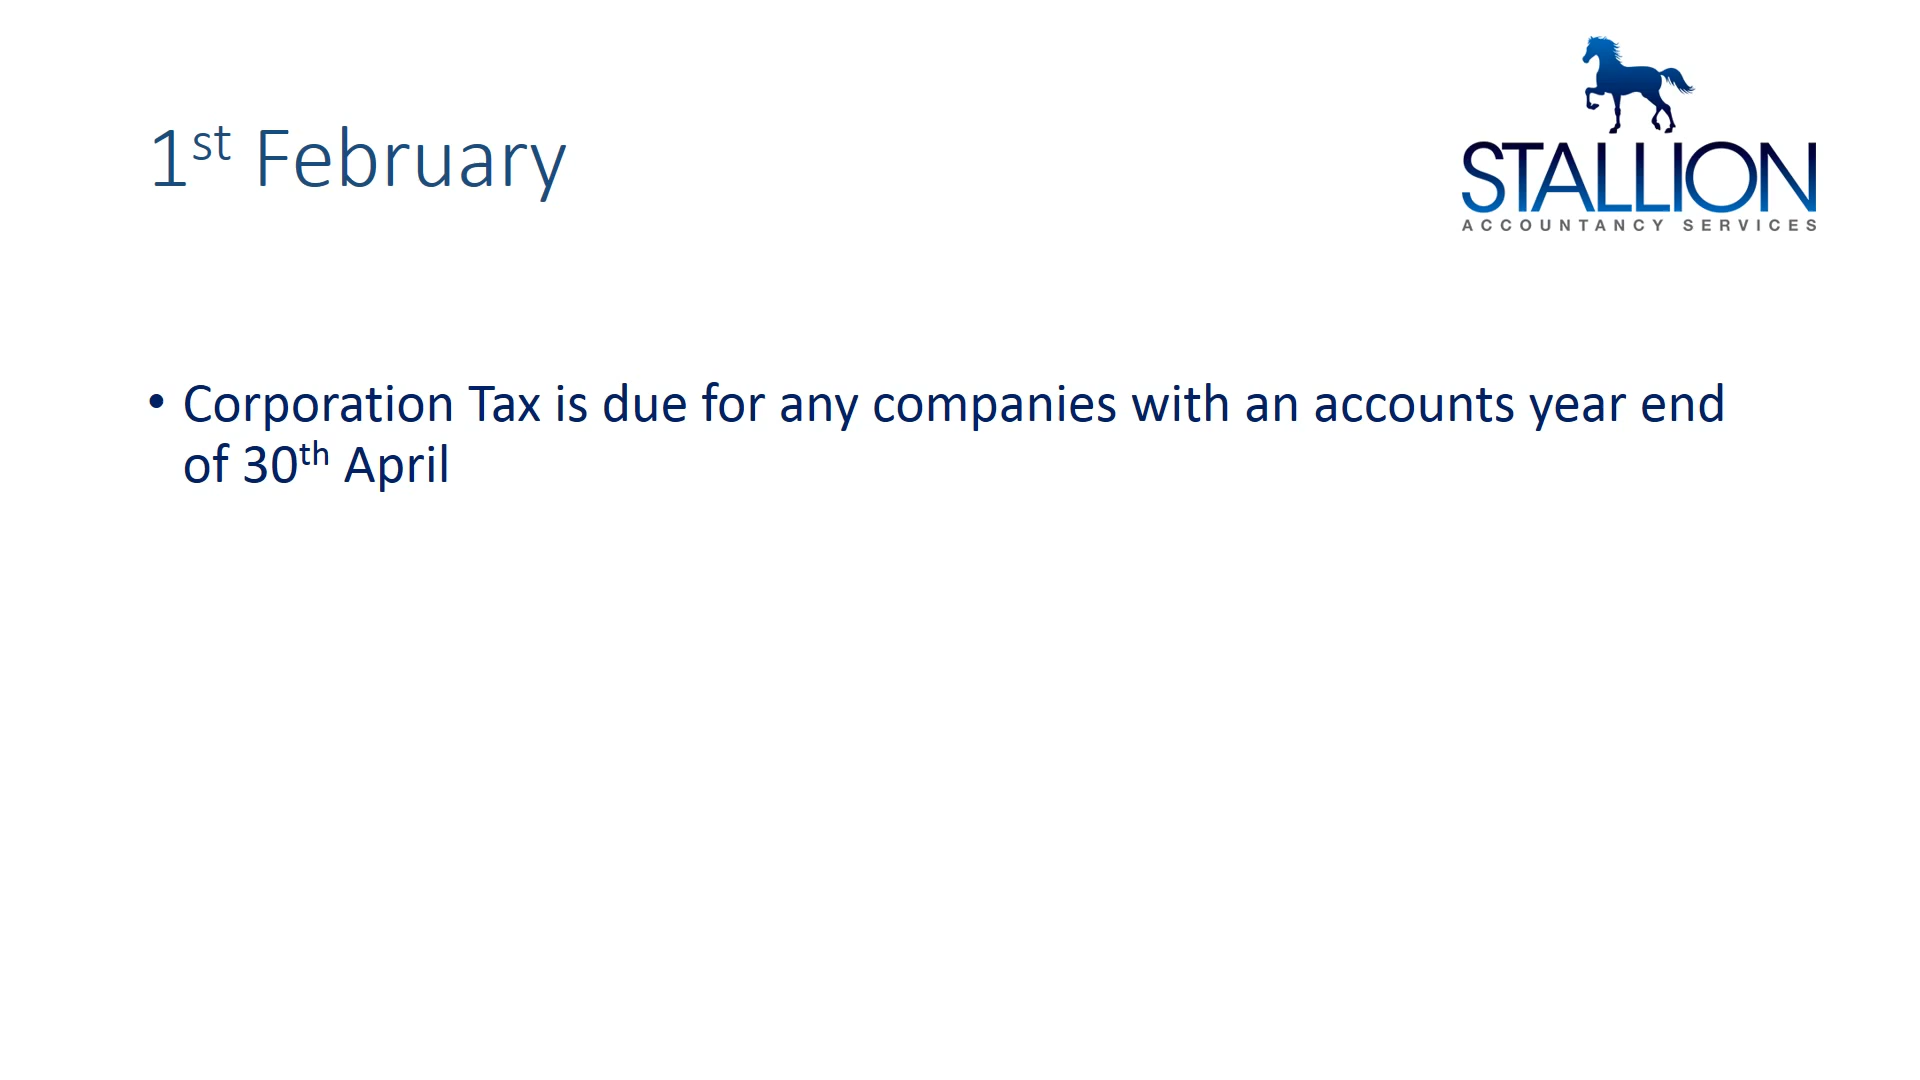 1st February
STALLION
ACCOUNTANCY SERVICES
• Corporation Tax is due for any companies with an accounts year end
of 30th April